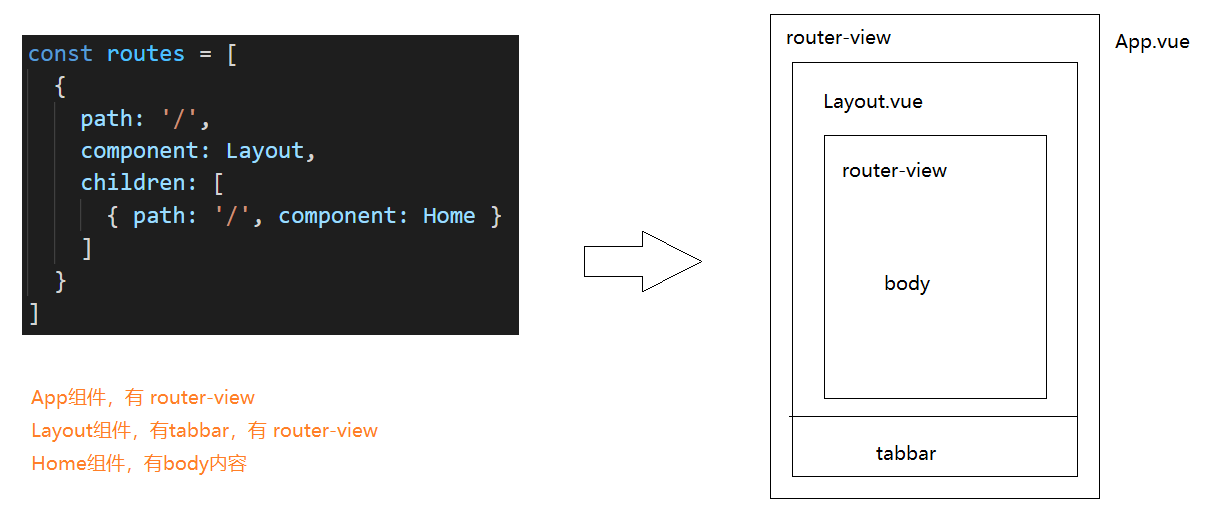 const routes = [
  {
    path: '/',
    component: Layout,
    children: [
      { path: '/', component: Home }
    ]
  }
]
App组件，有 router-view
Layout组件，有tabbar，有 router-view
Home组件，有body内容
router-view
App.vue
Layout.vue
router-view
body
tabbar